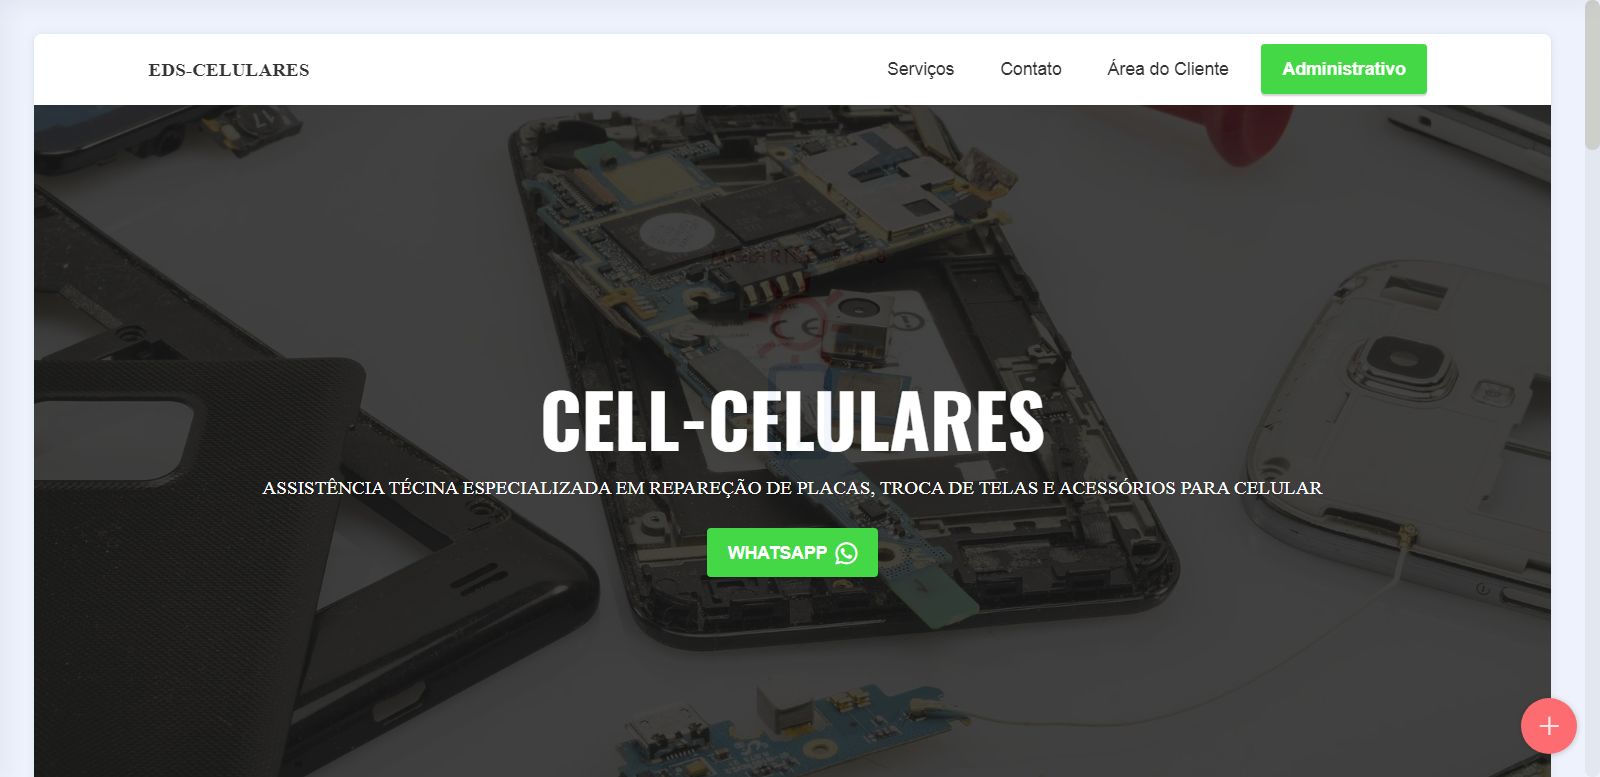 EDS-CELULARES
Serviços Contato Área do Cliente Administrativo
CELL-CELULARES
ASSISTÊNCIA TÉCINA ESPECIALIZADA EM REPAREÇÃO DE PLACAS, TROCA DE TELAS E ACESSÓRIOS PARA CELULAR
WHATSAPP